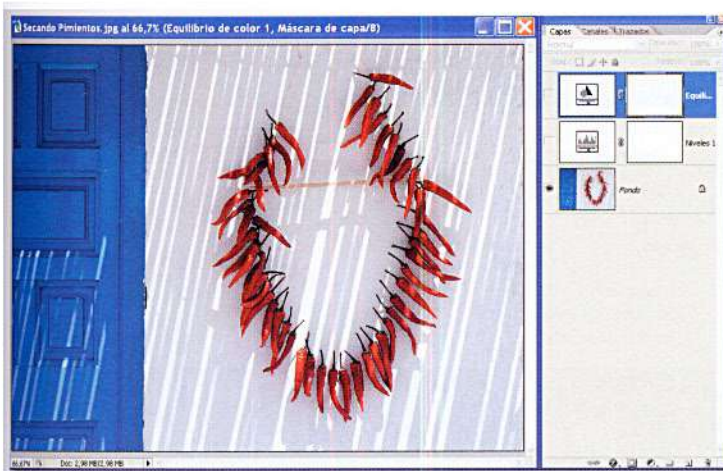 Secando Pimientos.jpg al 66,7% (Equilibrio de color 1, Máscara de capa/8)
Capas Canales Trazados
Normal
Equili...
Niveles 1
Fondo
66,67% Doc: 2,98 MB/2,98 MB